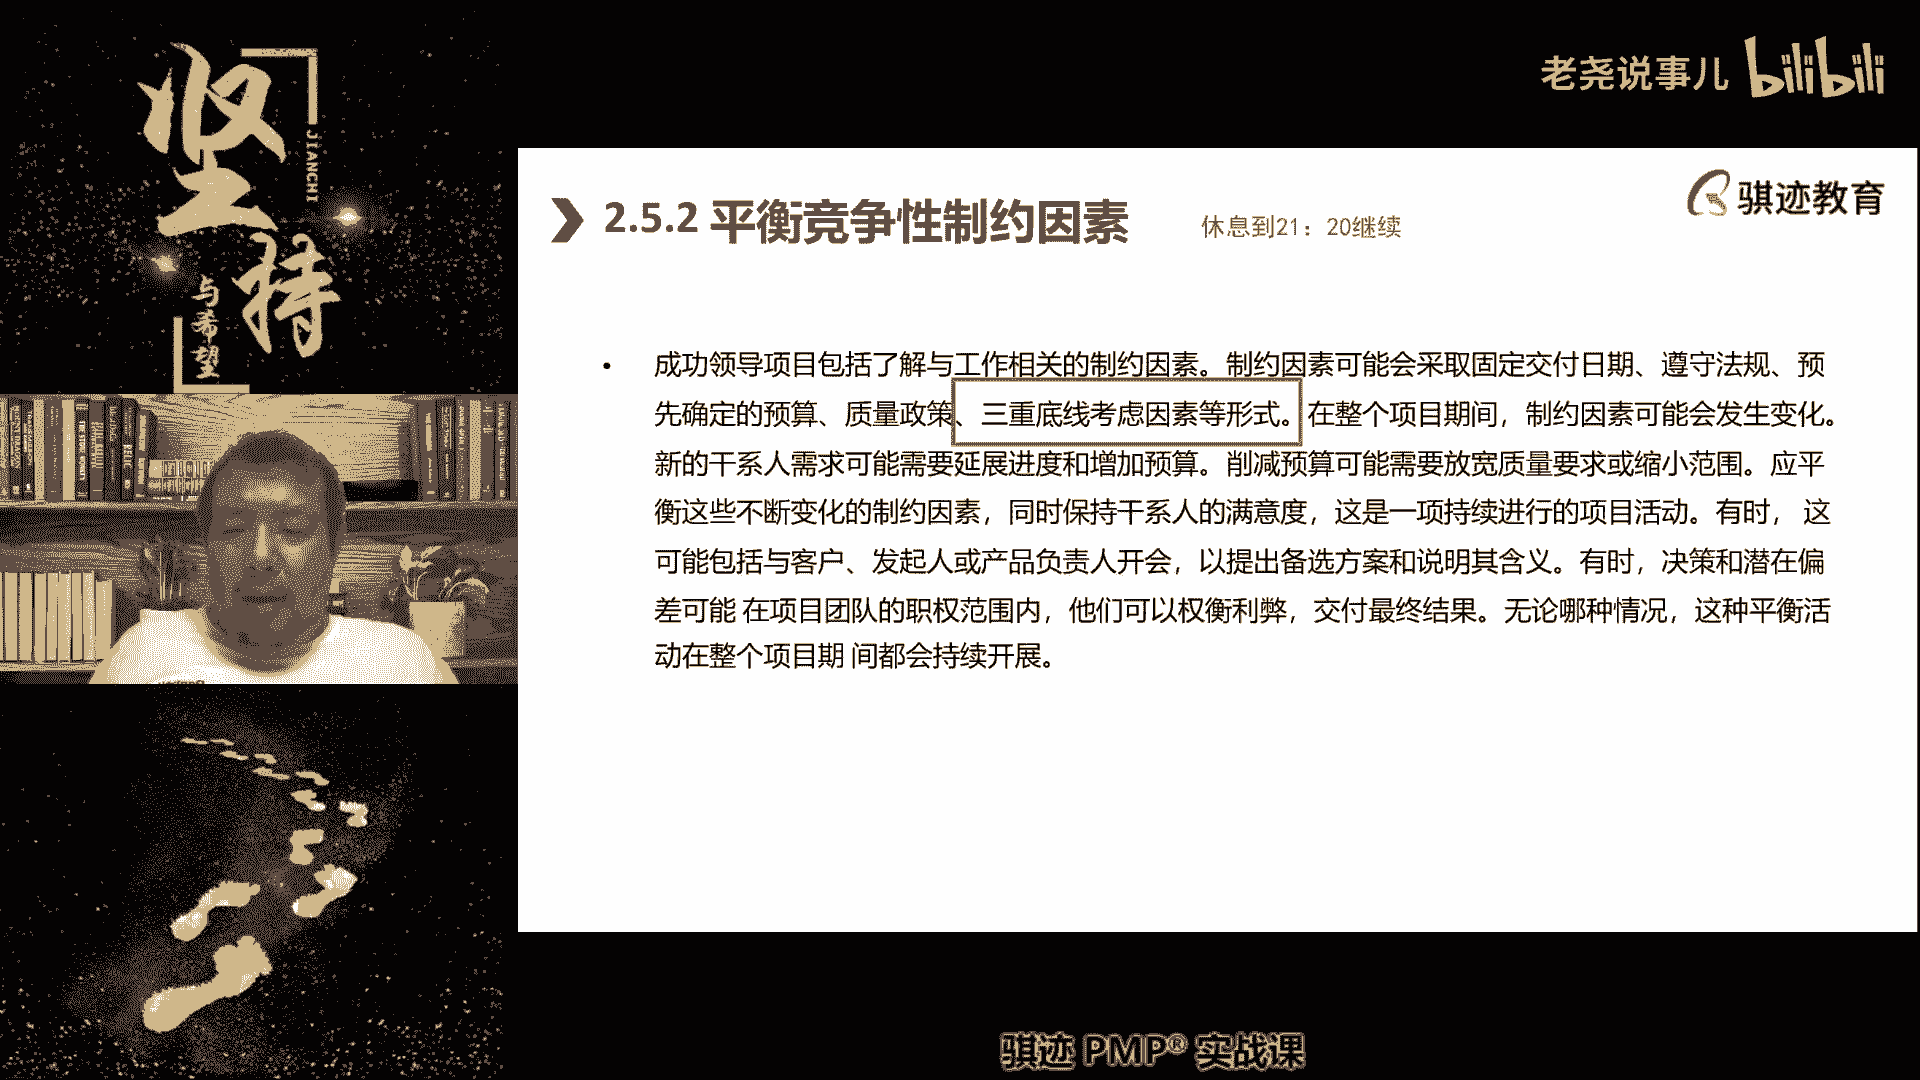 坚持
JIANCHI
与希望
老尧说事儿 bilibili
骐迹教育
2.5.2 平衡竞争性制约因素
休息到21：20继续
• 成功领导项目包括了解与工作相关的制约因素。制约因素可能会采取固定交付日期、遵守法规、预
先确定的预算、质量政策、三重底线考虑因素等形式。在整个项目期间，制约因素可能会发生变化。
新的干系人需求可能需要延展进度和增加预算。削减预算可能需要放宽质量要求或缩小范围。应平
衡这些不断变化的制约因素，同时保持干系人的满意度，这是一项持续进行的项目活动。有时， 这
可能包括与客户、发起人或产品负责人开会，以提出备选方案和说明其含义。有时，决策和潜在偏
差可能 在项目团队的职权范围内，他们可以权衡利弊，交付最终结果。无论哪种情况，这种平衡活
动在整个项目期 间都会持续开展。
骐迹 PMP® 实战课